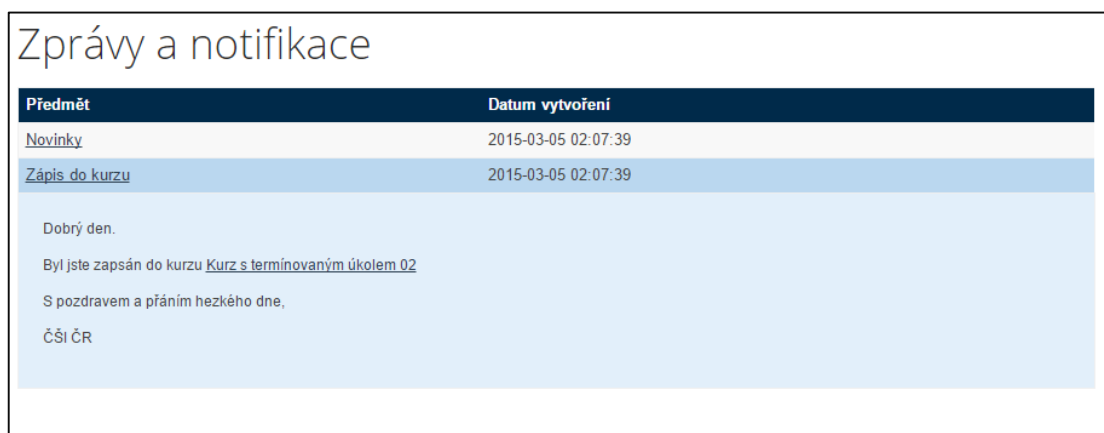 Zprávy a notifikace
Předmět Datum vytvoření
Novinky 2015-03-05 02:07:39
Zápis do kurzu 2015-03-05 02:07:39
Dobrý den.
Byl jste zapsán do kurzu Kurz s termínovaným úkolem 02
S pozdravem a přáním hezkého dne,
ČŠI ČR